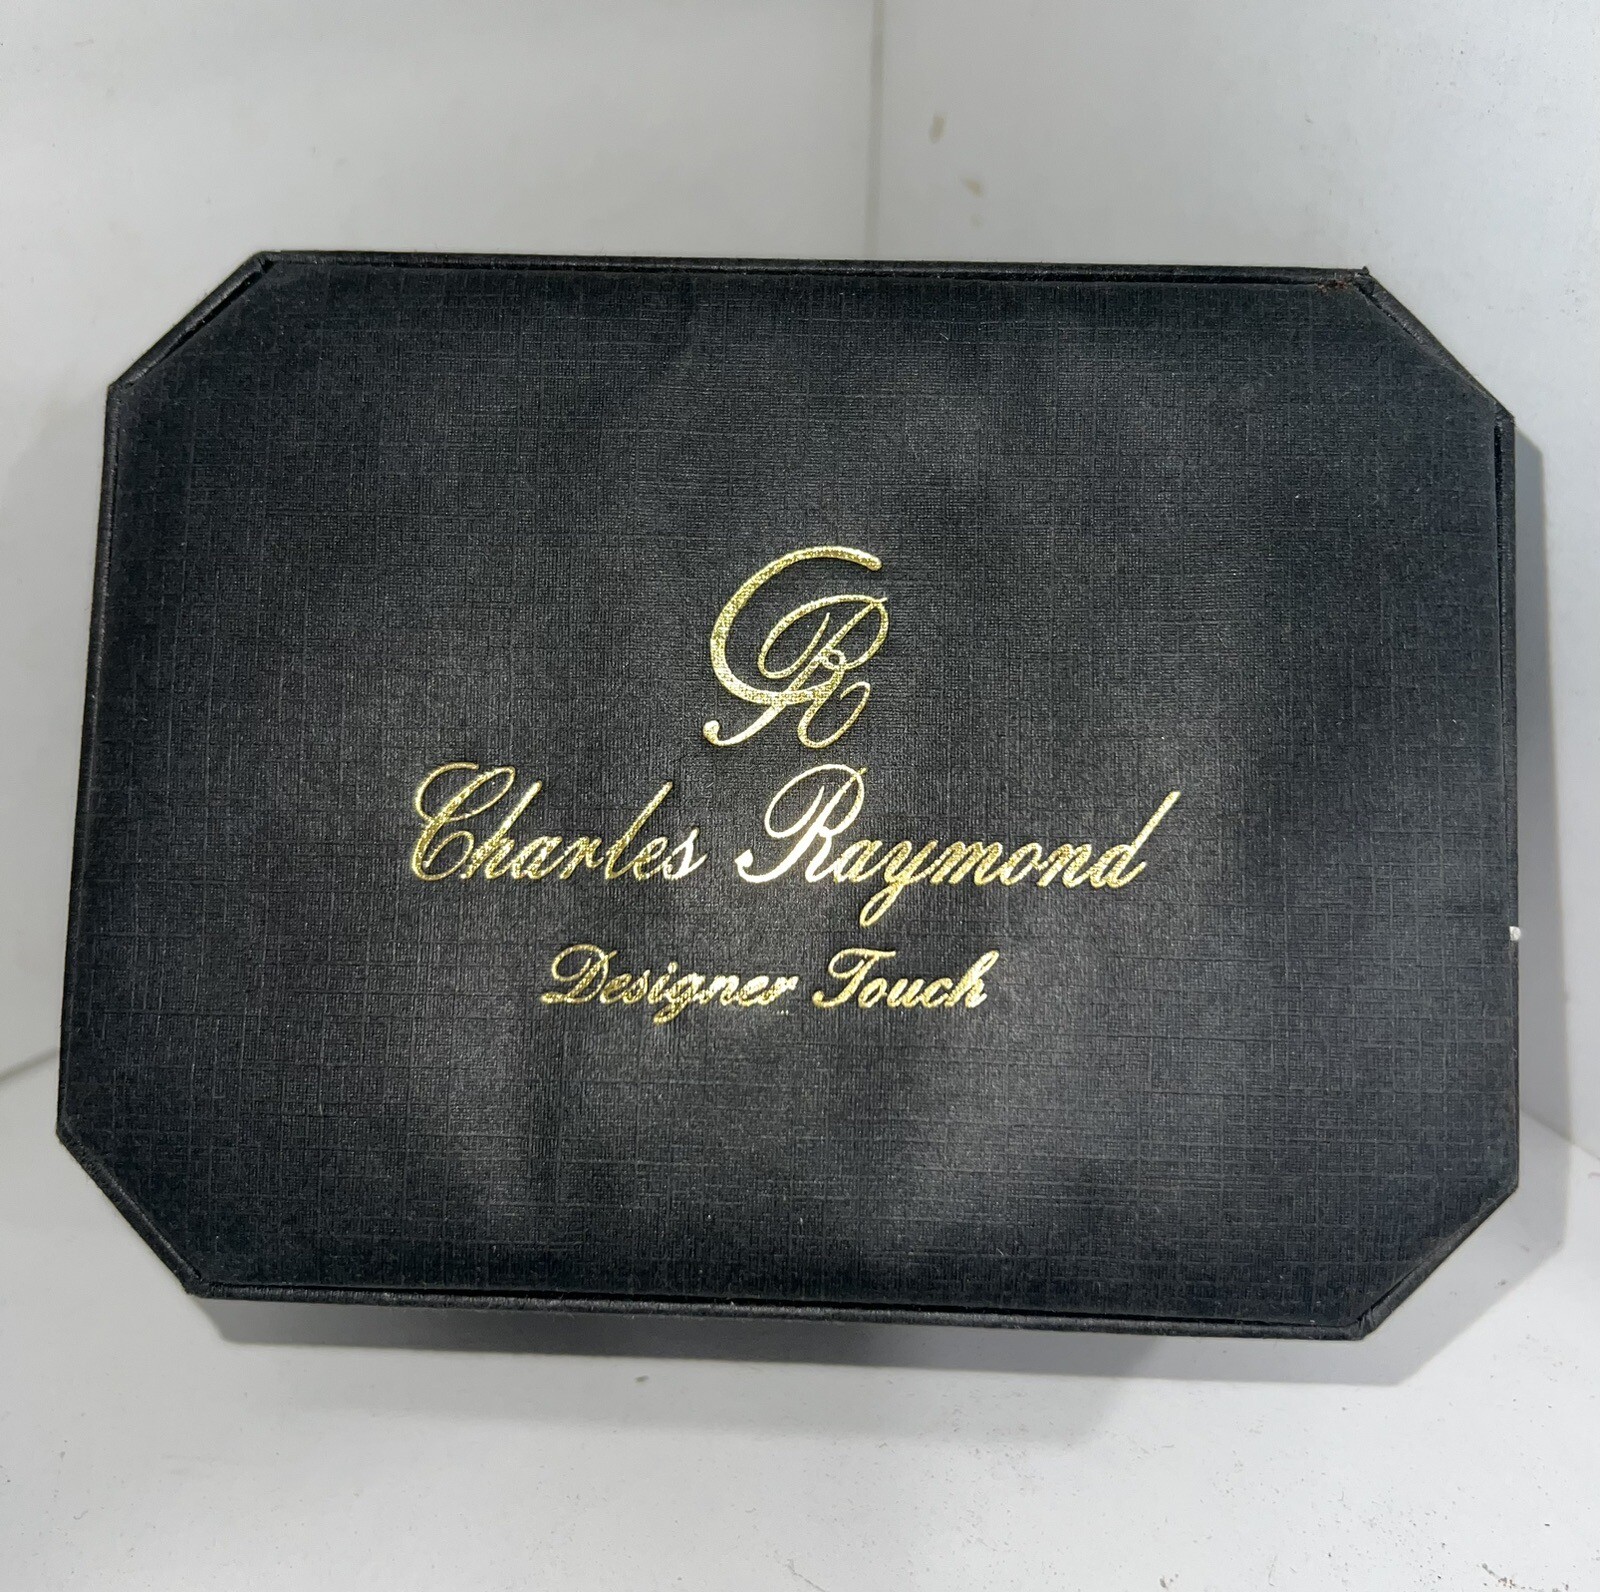 CR
Charles Raymond
Designer Touch